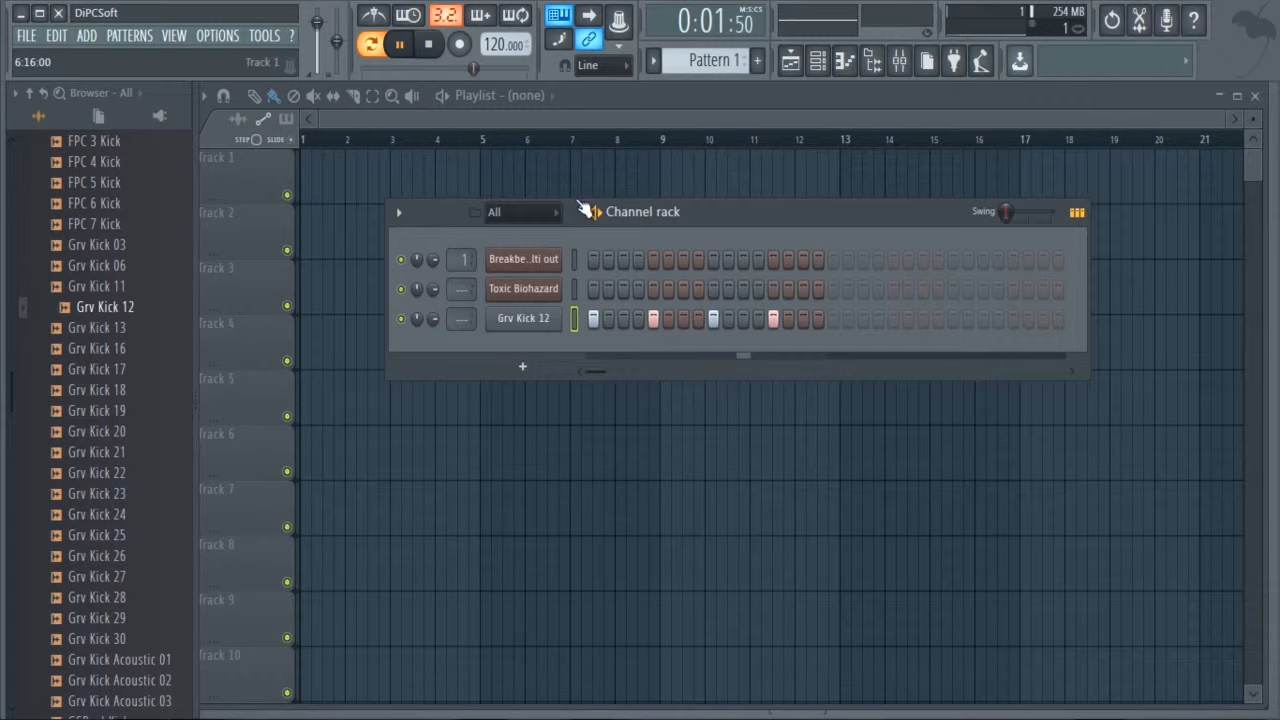 DiPCSoft
FILE EDIT ADD PATTERNS VIEW OPTIONS TOOLS ?
6:16:00 Track 1
3.2
120.000
Line
0:01:50
M:S:CS
Pattern 1
1
254 MB
1
Browser - All
Playlist - (none)
STEP SLIDE
1 2 3 4 5 6 7 8 9 10 11 12 13 14 15 16 17 18 19 20 21
FPC 3 Kick
FPC 4 Kick
FPC 5 Kick
FPC 6 Kick
FPC 7 Kick
Grv Kick 03
Grv Kick 06
Grv Kick 11
Grv Kick 12
Grv Kick 13
Grv Kick 16
Grv Kick 17
Grv Kick 18
Grv Kick 19
Grv Kick 20
Grv Kick 21
Grv Kick 22
Grv Kick 23
Grv Kick 24
Grv Kick 25
Grv Kick 26
Grv Kick 27
Grv Kick 28
Grv Kick 29
Grv Kick 30
Grv Kick Acoustic 01
Grv Kick Acoustic 02
Grv Kick Acoustic 03
Track 1
Track 2
Track 3
Track 4
Track 5
Track 6
Track 7
Track 8
Track 9
Track 10
All
Channel rack
Swing
1
Breakbe..lti out
---
Toxic Biohazard
---
Grv Kick 12
+